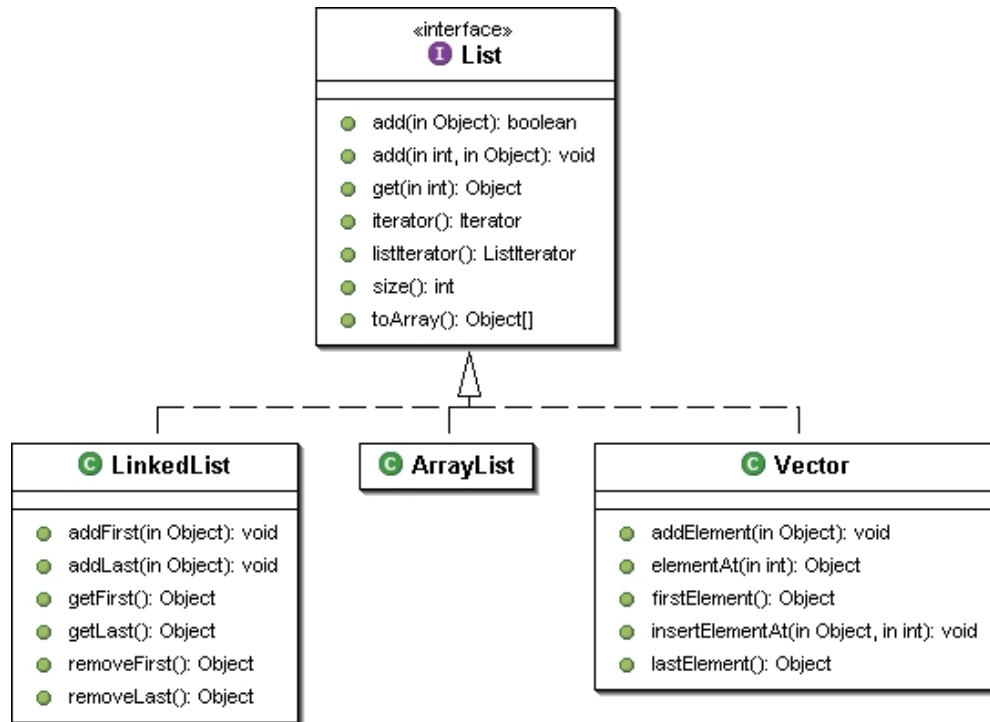 «interface»
I List
add(in Object): boolean
add(in int, in Object): void
get(in int): Object
iterator(): Iterator
listIterator(): ListIterator
size(): int
toArray(): Object[]
C LinkedList
addFirst(in Object): void
addLast(in Object): void
getFirst(): Object
getLast(): Object
removeFirst(): Object
removeLast(): Object
C ArrayList
C Vector
addElement(in Object): void
elementAt(in int): Object
firstElement(): Object
insertElementAt(in Object, in int): void
lastElement(): Object